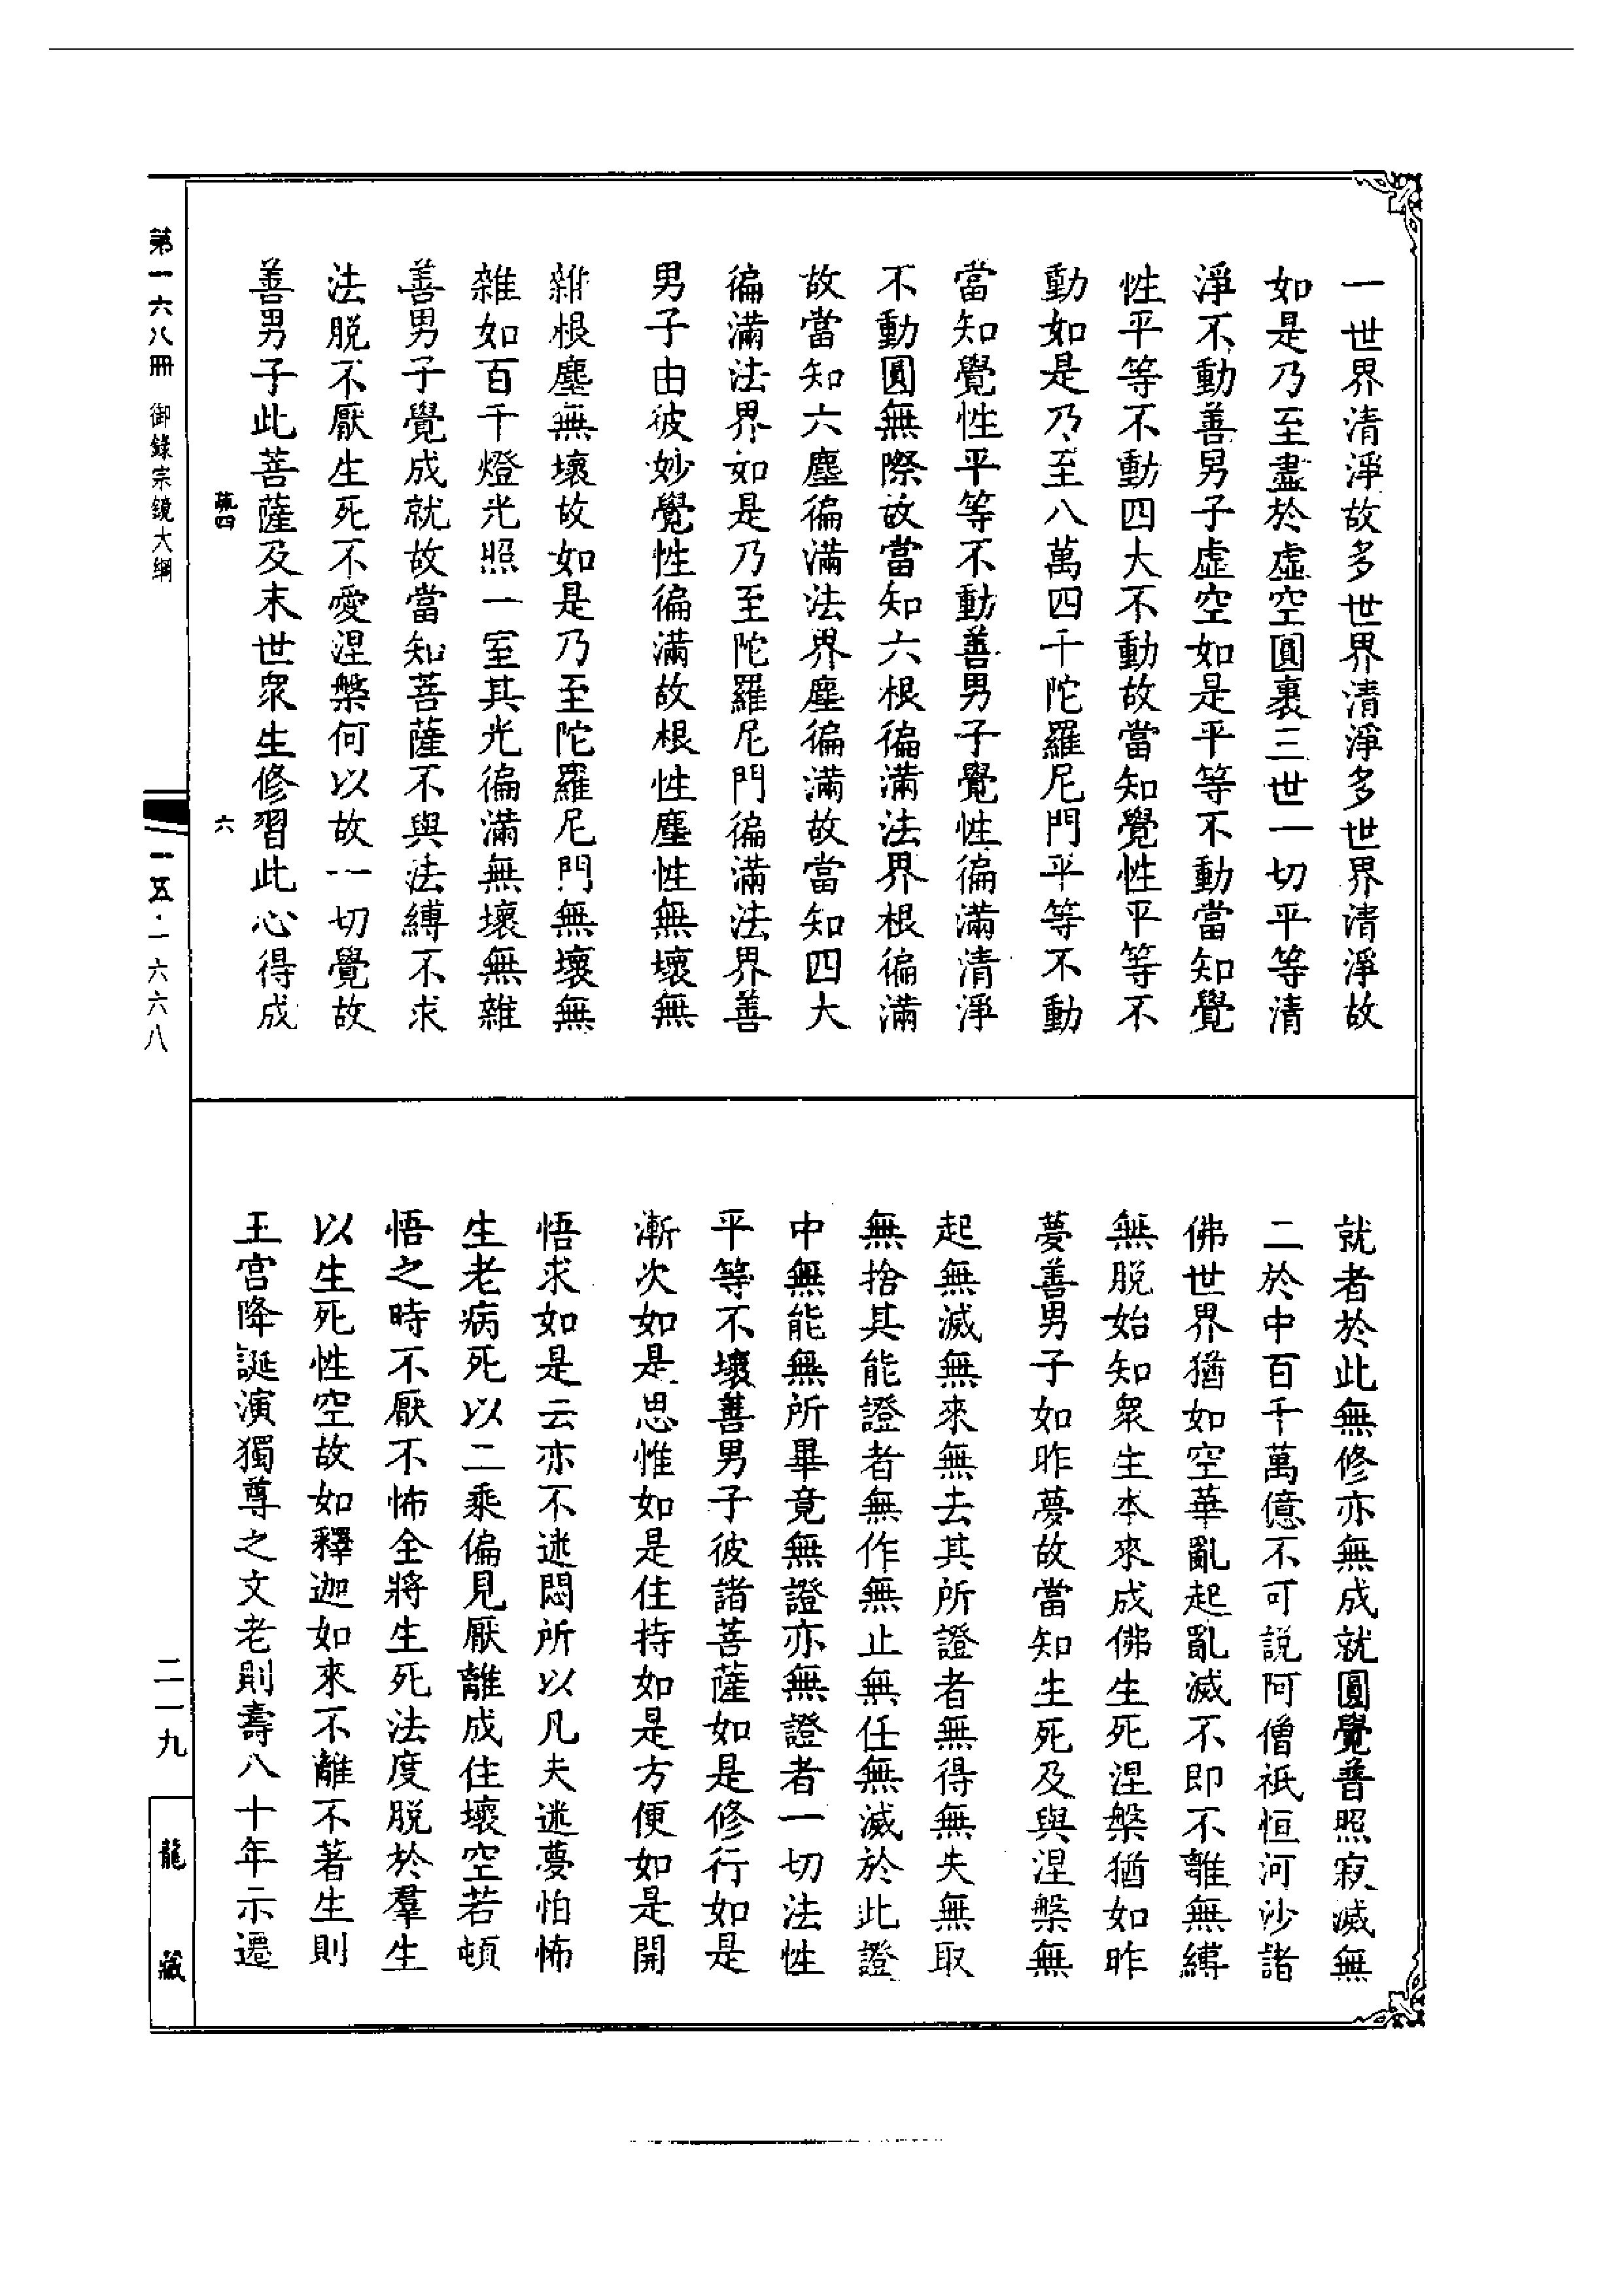 一世界清淨故多世界清淨多世界清淨故
如是乃至盡於虛空圓裹三世一切平等清
淨不動善男子虛空如是平等不動當知覺
性平等不動四大不動故當知覺性平等不
動如是乃至八萬四千陀羅尼門平等不動
當知覺性平等不動善男子覺性徧滿清淨
不動圓無際故當知六根徧滿法界根徧滿
故當知六塵徧滿法界塵徧滿故當知四大
徧滿法界如是乃至陀羅尼門徧滿法界善
男子由彼妙覺性徧滿故根性塵性無壞無
雜根塵無壞故如是乃至陀羅尼門無壞無
雜如百千燈光照一室其光徧滿無壞無雜
善男子覺成就故當知菩薩不與法縛不求
法脫不厭生死不愛涅槃何以故一切覺故
善男子此菩薩及末世眾生修習此心得成
就者於此無修亦無成就圓覺普照寂滅無
二於中百千萬億不可說阿僧祇恒河沙諸
佛世界猶如空華亂起亂滅不即不離無縛
無脫始知眾生本來成佛生死涅槃猶如昨
夢善男子如昨夢故當知生死及與涅槃無
起無滅無來無去其所證者無得無失無取
無捨其能證者無作無止無任無滅於此證
中無能無所畢竟無證亦無證者一切法性
平等不壞善男子彼諸菩薩如是修行如是
漸次如是思惟如是住持如是方便如是開
悟求如是云亦不迷悶所以凡夫迷夢怕怖
生老病死以二乘偏見厭離成住壞空若頓
悟之時不厭不怖全將生死法度脫於羣生
以生死性空故如釋迦如來不離不著生則
王宮降誕演獨尊之文老則壽八十年示遷
第一六八冊 御錄宗鏡大綱
四
六
一五·一六六八
二一九
龍藏